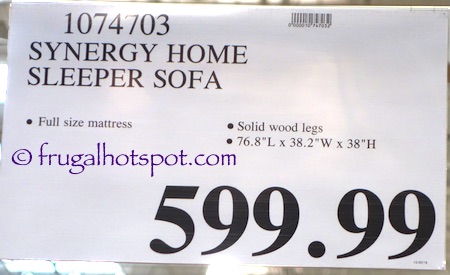 1074703
SYNERGY HOME
SLEEPER SOFA
• Full size mattress
• Solid wood legs
• 76.8"L x 38.2"W x 38"H
© frugalhotspot.com
599.99